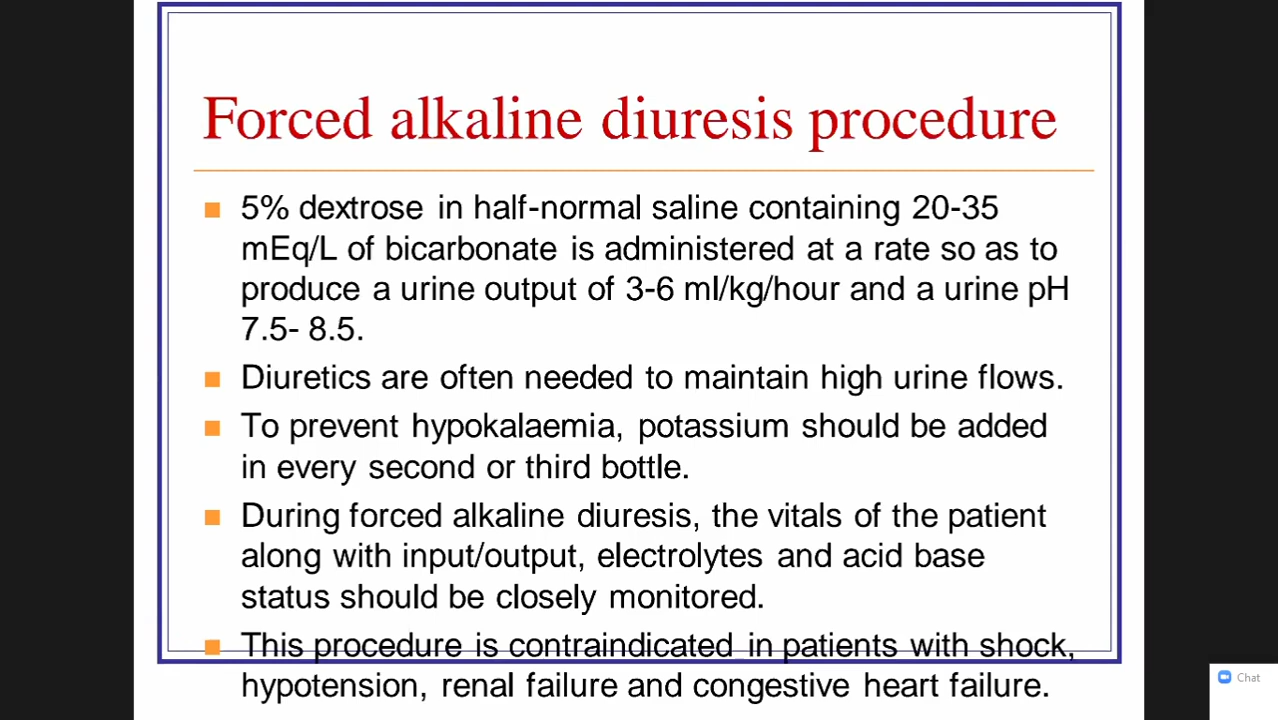 Forced alkaline diuresis procedure
5% dextrose in half-normal saline containing 20-35
mEq/L of bicarbonate is administered at a rate so as to
produce a urine output of 3-6 ml/kg/hour and a urine pH
7.5- 8.5.
Diuretics are often needed to maintain high urine flows.
To prevent hypokalaemia, potassium should be added
in every second or third bottle.
During forced alkaline diuresis, the vitals of the patient
along with input/output, electrolytes and acid base
status should be closely monitored.
This procedure is contraindicated in patients with shock,
hypotension, renal failure and congestive heart failure.
Chat